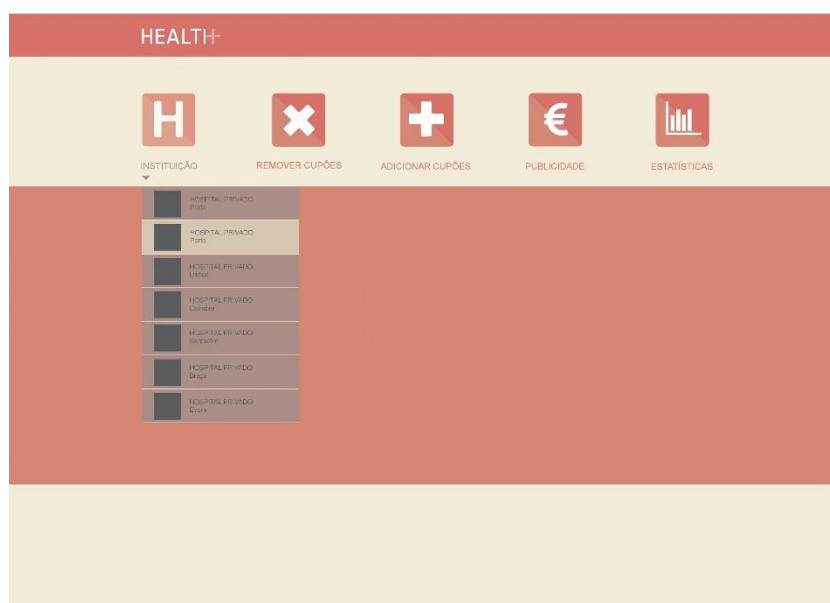 HEALTH
H
INSTITUIÇÃO
REMOVER CUPÕES
ADICIONAR CUPÕES
€
PUBLICIDADE
ESTATÍSTICAS
HOSPITAL PRIVADO
Porto
HOSPITAL PRIVADO
Porto
HOSPITAL PRIVADO
Lisboa
HOSPITAL PRIVADO
Coimbra
HOSPITAL PRIVADO
Santarém
HOSPITAL PRIVADO
Braga
HOSPITAL PRIVADO
Évora